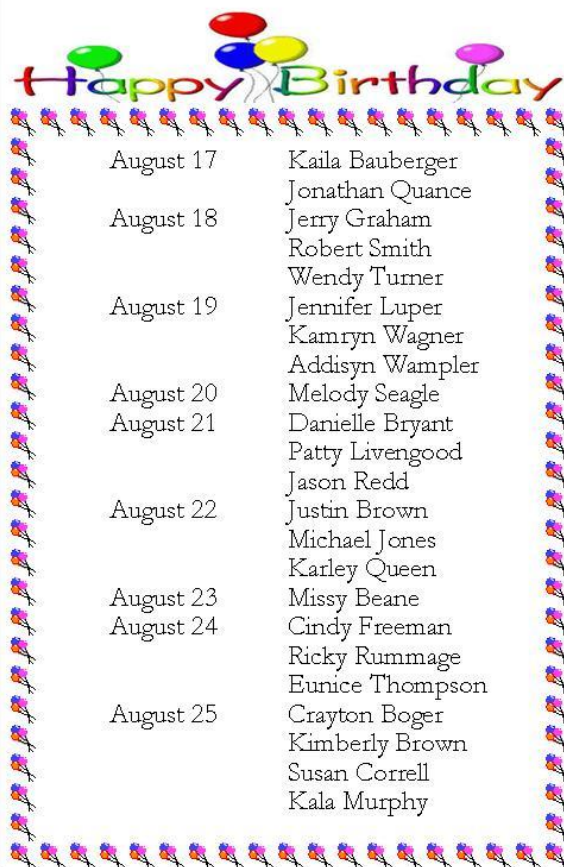 Happy Birthday
August 17 Kaila Bauberger
Jonathan Quance
August 18 Jerry Graham
Robert Smith
Wendy Turner
August 19 Jennifer Luper
Kamryn Wagner
Addisyn Wampler
August 20 Melody Seagle
August 21 Danielle Bryant
Patty Livengood
Jason Redd
August 22 Justin Brown
Michael Jones
Karley Queen
August 23 Missy Beane
August 24 Cindy Freeman
Ricky Rummage
Eunice Thompson
August 25 Crayton Boger
Kimberly Brown
Susan Correll
Kala Murphy